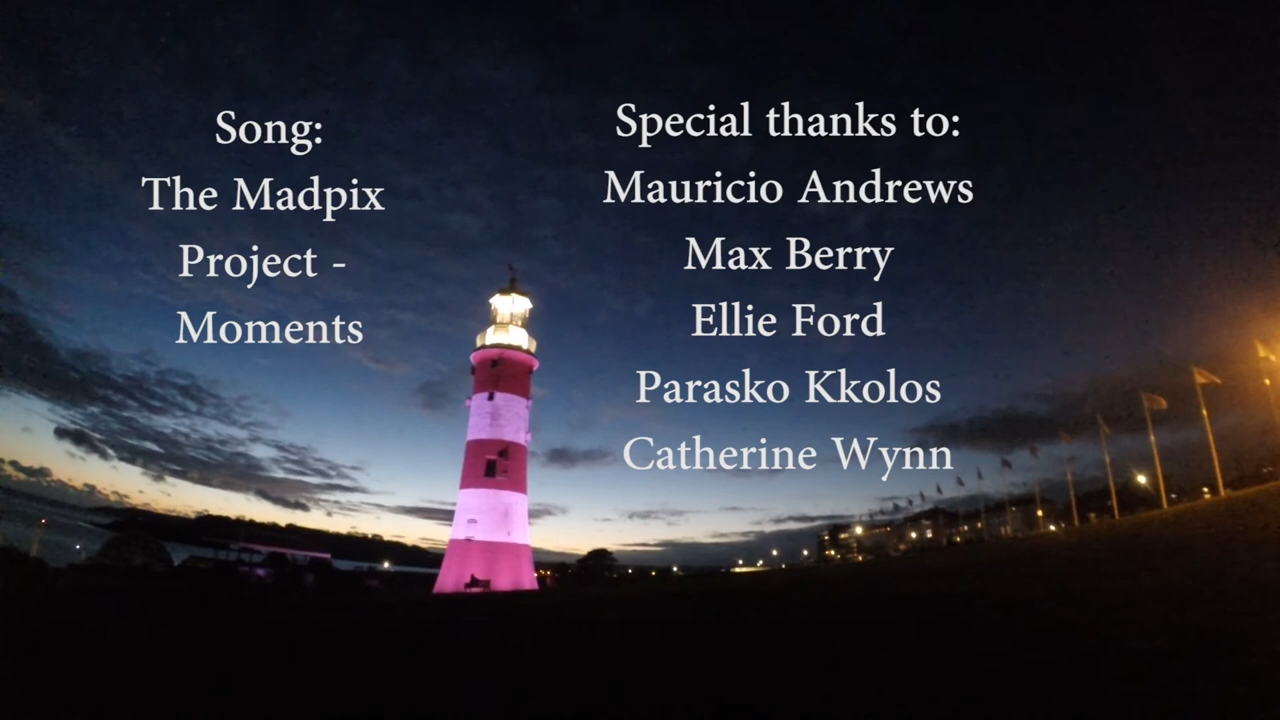 Song:
The Madpix
Project -
Moments
Special thanks to:
Mauricio Andrews
Max Berry
Ellie Ford
Parasko Kkolos
Catherine Wynn